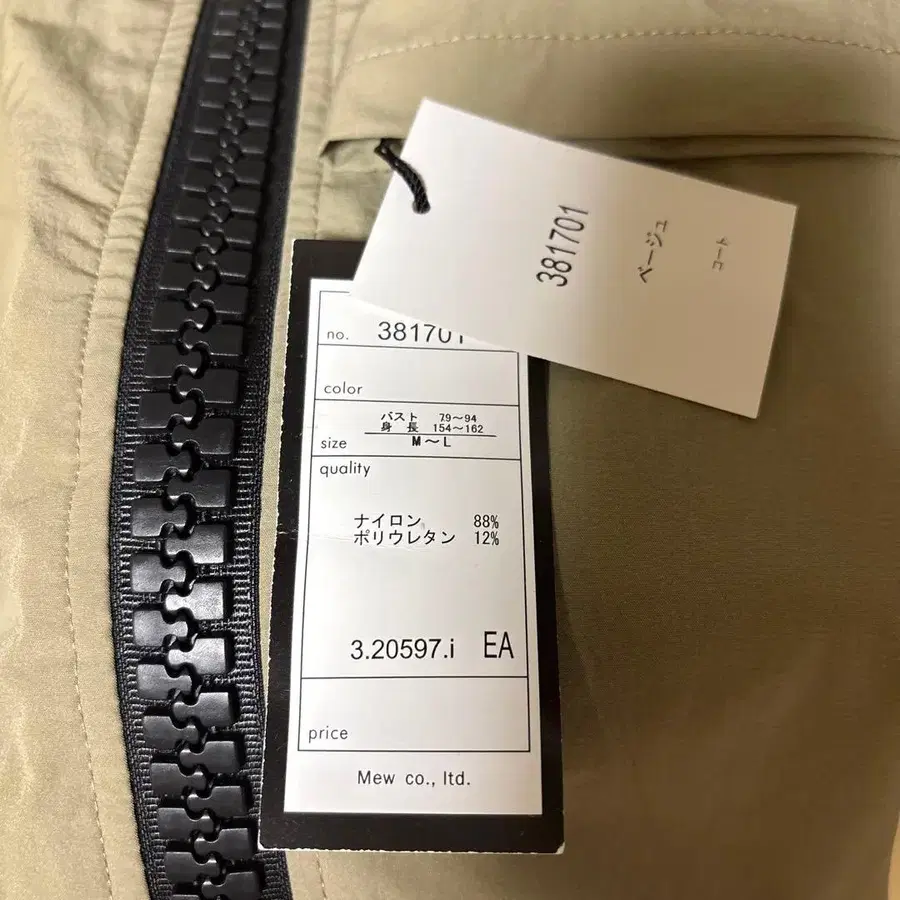 381701
ベージュ
コート
no. 381701
color
バスト 79〜94
身 長 154〜162
size M〜L
quality
ナイロン 88%
ポリウレタン 12%
3.20597.i EA
price
Mew co., ltd.